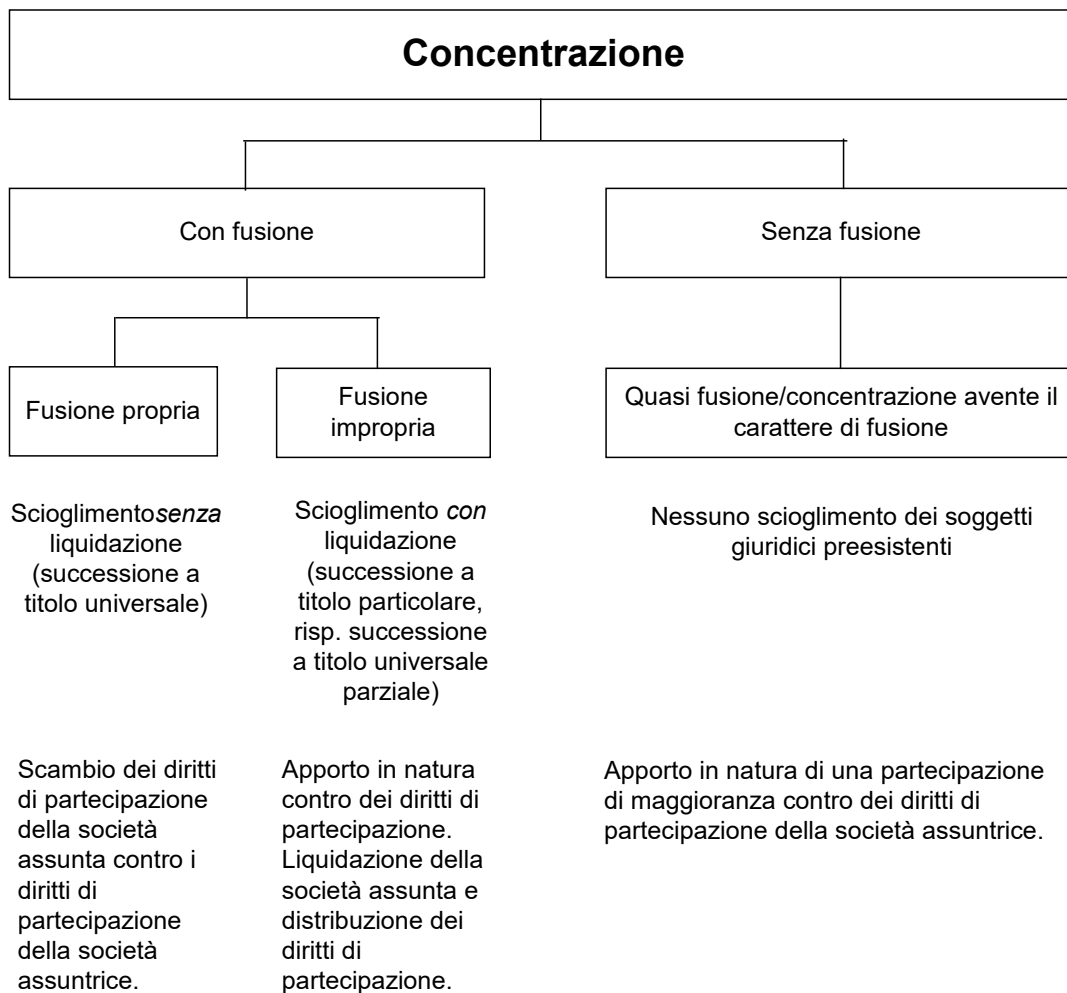 Concentrazione
Con fusione
Senza fusione
Fusione propria
Fusione
impropria
Quasi fusione/concentrazione avente il
carattere di fusione
Scioglimentosenza
liquidazione
(successione a
titolo universale)
Scioglimento con
liquidazione
(successione a
titolo particolare,
risp. successione
a titolo universale
parziale)
Nessuno scioglimento dei soggetti
giuridici preesistenti
Scambio dei diritti
di partecipazione
della società
assunta contro i
diritti di
partecipazione
della società
assuntrice.
Apporto in natura
contro dei diritti di
partecipazione.
Liquidazione della
società assunta e
distribuzione dei
diritti di
partecipazione.
Apporto in natura di una partecipazione
di maggioranza contro dei diritti di
partecipazione della società assuntrice.